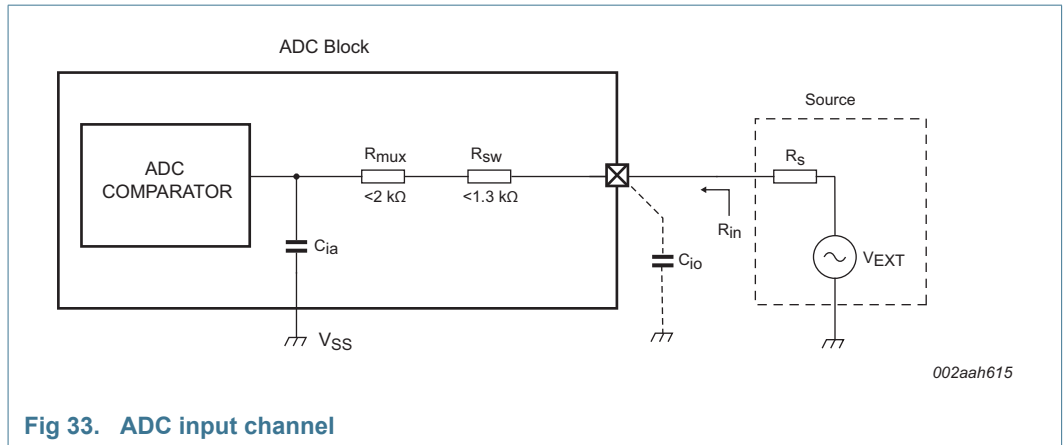 ADC Block
Source
ADC
COMPARATOR
Rmux
<2 kΩ
Rsw
<1.3 kΩ
Rs
Rin
Cia
Cio
VEXT
VSS
002aah615
Fig 33. ADC input channel